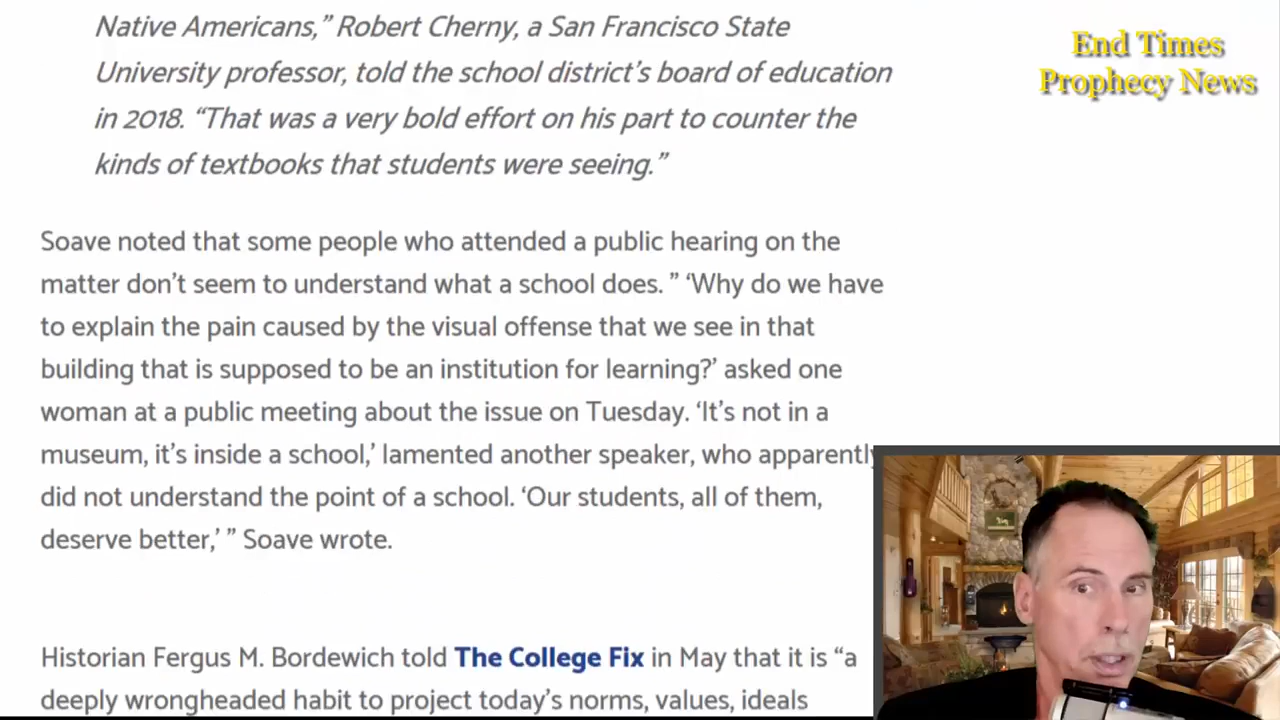 Native Americans,” Robert Cherny, a San Francisco State
University professor, told the school district’s board of education
in 2018. “That was a very bold effort on his part to counter the
kinds of textbooks that students were seeing.”
End Times
Prophecy News
Soave noted that some people who attended a public hearing on the
matter don’t seem to understand what a school does. ” ‘Why do we have
to explain the pain caused by the visual offense that we see in that
building that is supposed to be an institution for learning?’ asked one
woman at a public meeting about the issue on Tuesday. ‘It’s not in a
museum, it’s inside a school,’ lamented another speaker, who apparently
did not understand the point of a school. ‘Our students, all of them,
deserve better,’ ” Soave wrote.
Historian Fergus M. Bordewich told The College Fix in May that it is “a
deeply wrongheaded habit to project today’s norms, values, ideals